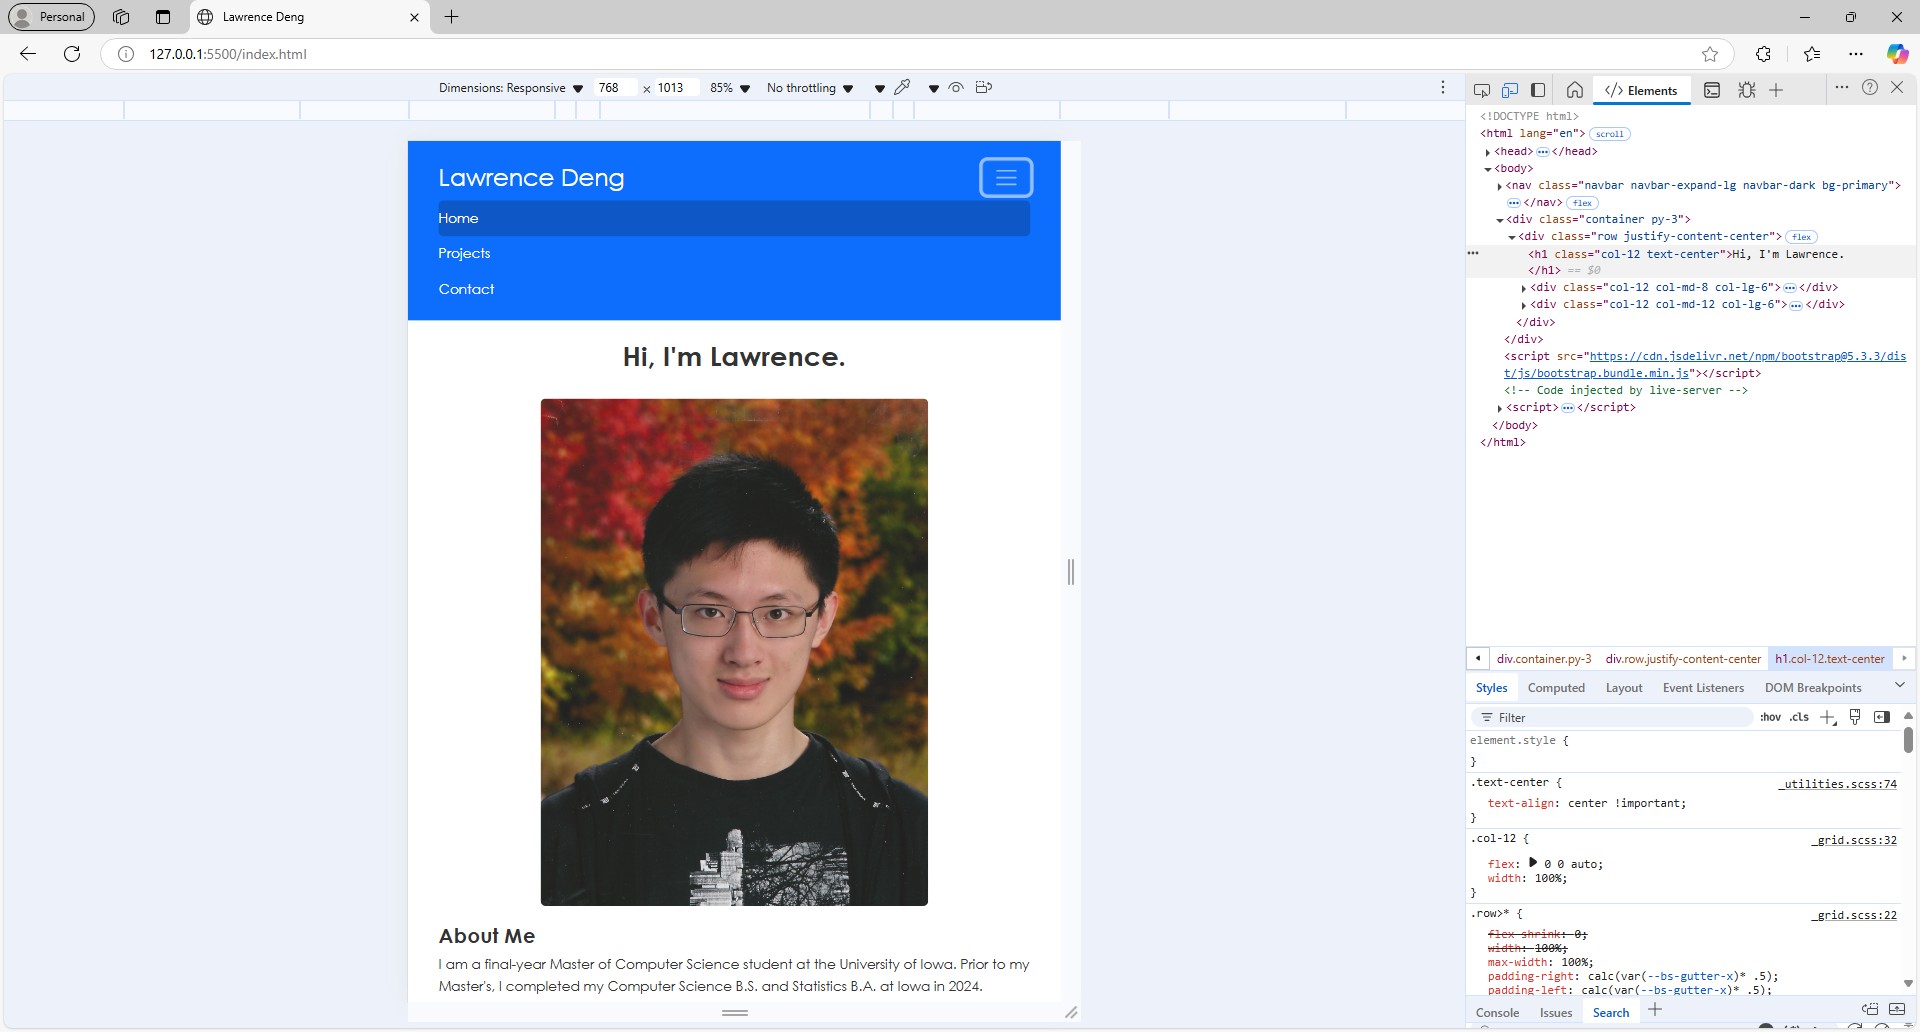 Personal
Lawrence Deng
127.0.0.1:5500/index.html
Dimensions: Responsive 768 x 1013 85% No throttling
Lawrence Deng
Home
Projects
Contact
Hi, I'm Lawrence.
About Me
I am a final-year Master of Computer Science student at the University of Iowa. Prior to my
Master's, I completed my Computer Science B.S. and Statistics B.A. at Iowa in 2024.
</> Elements
<!DOCTYPE html>
<html lang="en"> scroll
<head> ••• </head>
<body>
<nav class="navbar navbar-expand-lg navbar-dark bg-primary">
••• </nav> flex
<div class="container py-3">
<div class="row justify-content-center"> flex
••• <h1 class="col-12 text-center">Hi, I'm Lawrence.
</h1> == $0
<div class="col-12 col-md-8 col-lg-6"> ••• </div>
<div class="col-12 col-md-12 col-lg-6"> ••• </div>
</div>
</div>
<script src="https://cdn.jsdelivr.net/npm/bootstrap@5.3.3/dis
t/js/bootstrap.bundle.min.js"></script>
<!-- Code injected by live-server -->
<script> ••• </script>
</body>
</html>
div.container.py-3 div.row.justify-content-center h1.col-12.text-center
Styles Computed Layout Event Listeners DOM Breakpoints
Filter :hov .cls
element.style {
}
.text-center { _utilities.scss:74
text-align: center !important;
}
.col-12 { _grid.scss:32
flex: 0 0 auto;
width: 100%;
}
.row>* { _grid.scss:22
flex-shrink: 0;
width: 100%;
max-width: 100%;
padding-right: calc(var(--bs-gutter-x)* .5);
padding-left: calc(var(--bs-gutter-x)* .5);
Console Issues Search